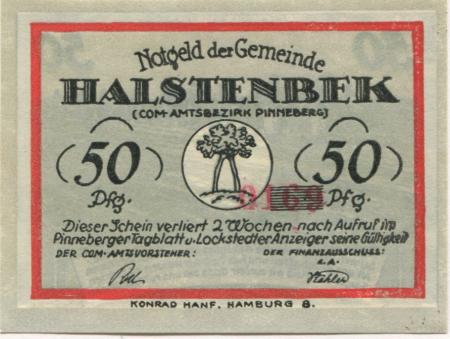 Notgeld der Gemeinde
HALSTENBEK
(COM-AMTSBEZIRK PINNEBERG)
50 50
Pfg. 0169 Pfg.
Dieser Schein verliert 2 Wochen nach Aufruf im
Pinneberger Tagblatt u. Lockstedter Anzeiger seine Gültigkeit
DER COM-AMTSVORSTEHER: DER FINANZAUSSCHUSS:
I.A.
KONRAD HANF, HAMBURG 8.